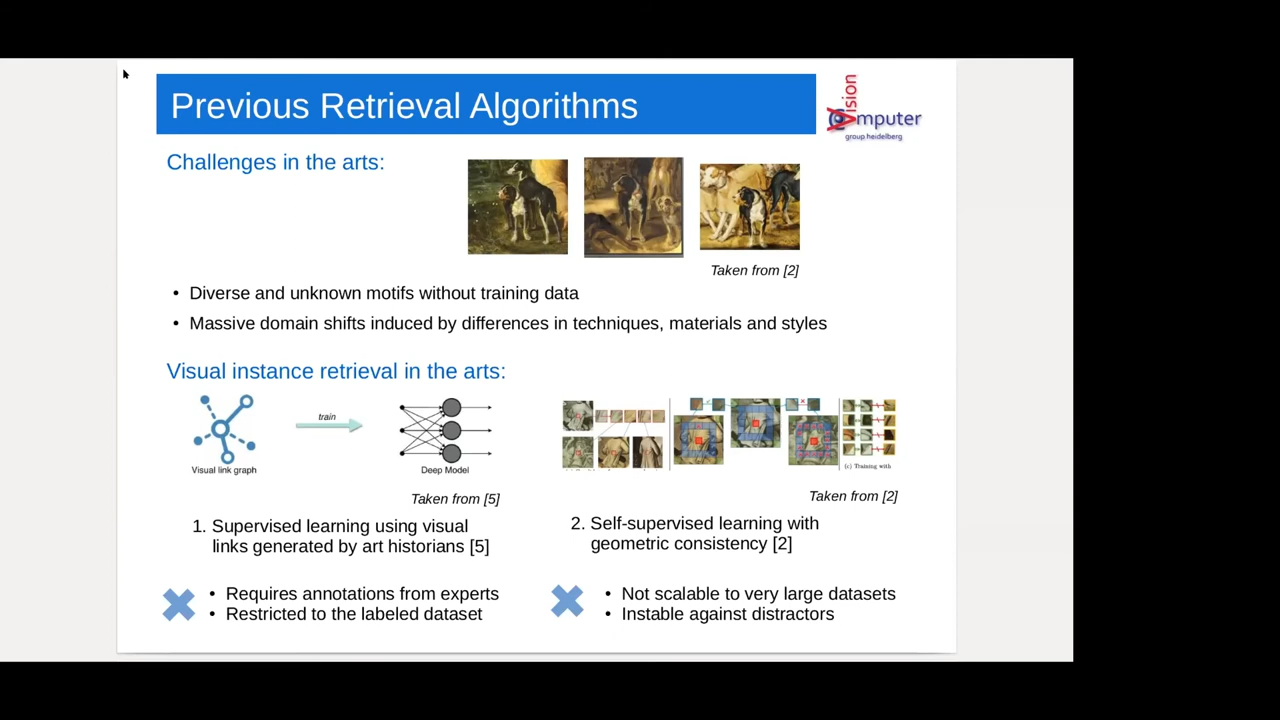 Previous Retrieval Algorithms
Vision
Computer
group heidelberg
Challenges in the arts:
Taken from [2]
• Diverse and unknown motifs without training data
• Massive domain shifts induced by differences in techniques, materials and styles
Visual instance retrieval in the arts:
train
Visual link graph
Deep Model
(c) Training with
Taken from [5]
Taken from [2]
1. Supervised learning using visual
links generated by art historians [5]
2. Self-supervised learning with
geometric consistency [2]
• Requires annotations from experts
• Restricted to the labeled dataset
• Not scalable to very large datasets
• Instable against distractors